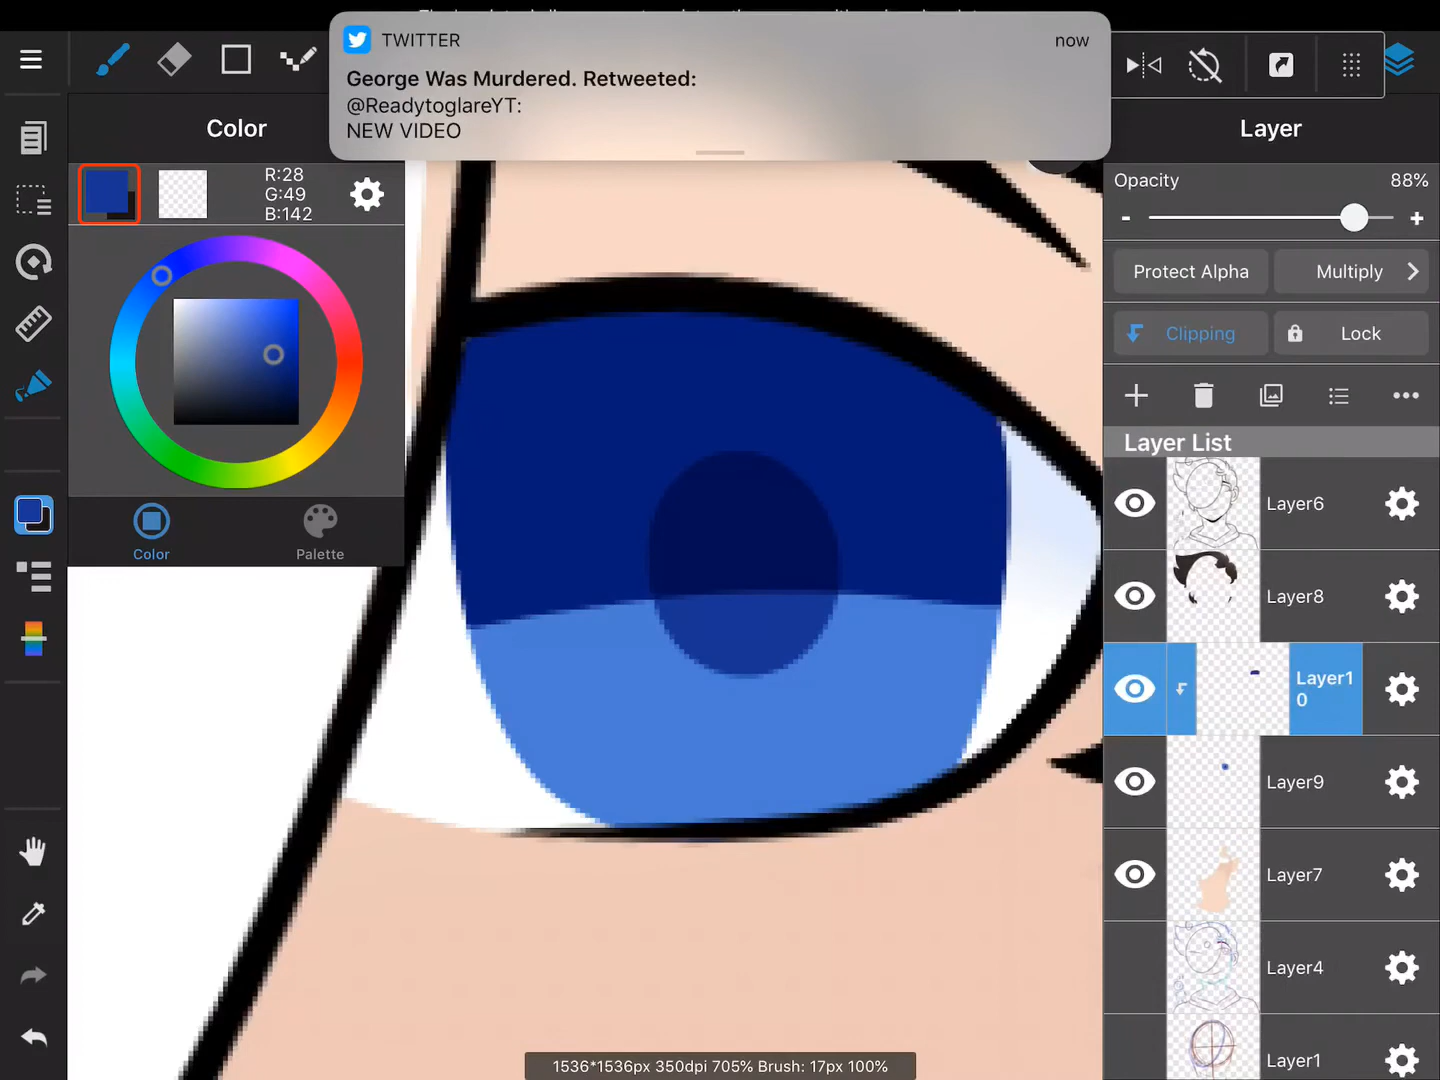 TWITTER
now
George Was Murdered. Retweeted:
@ReadytoglareYT:
NEW VIDEO
Color
Layer
R:28
G:49
B:142
Opacity
88%
-
+
Protect Alpha
Multiply
Clipping
Lock
Layer List
Layer6
Color
Palette
Layer8
Layer1
0
Layer9
Layer7
Layer4
Layer1
1536*1536px 350dpi 705% Brush: 17px 100%